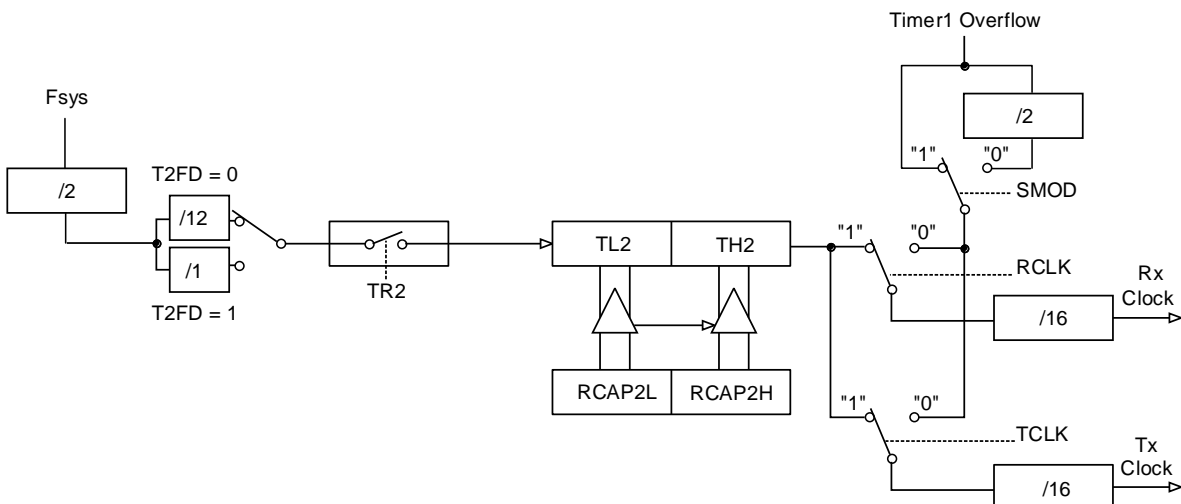 Timer1 Overflow
Fsys
/2
"1"
"0"
T2FD = 0
/2
SMOD
/12
TL2
TH2
"1"
"0"
/1
TR2
RCLK
Rx
Clock
T2FD = 1
/16
RCAP2L
RCAP2H
"1"
"0"
TCLK
Tx
Clock
/16